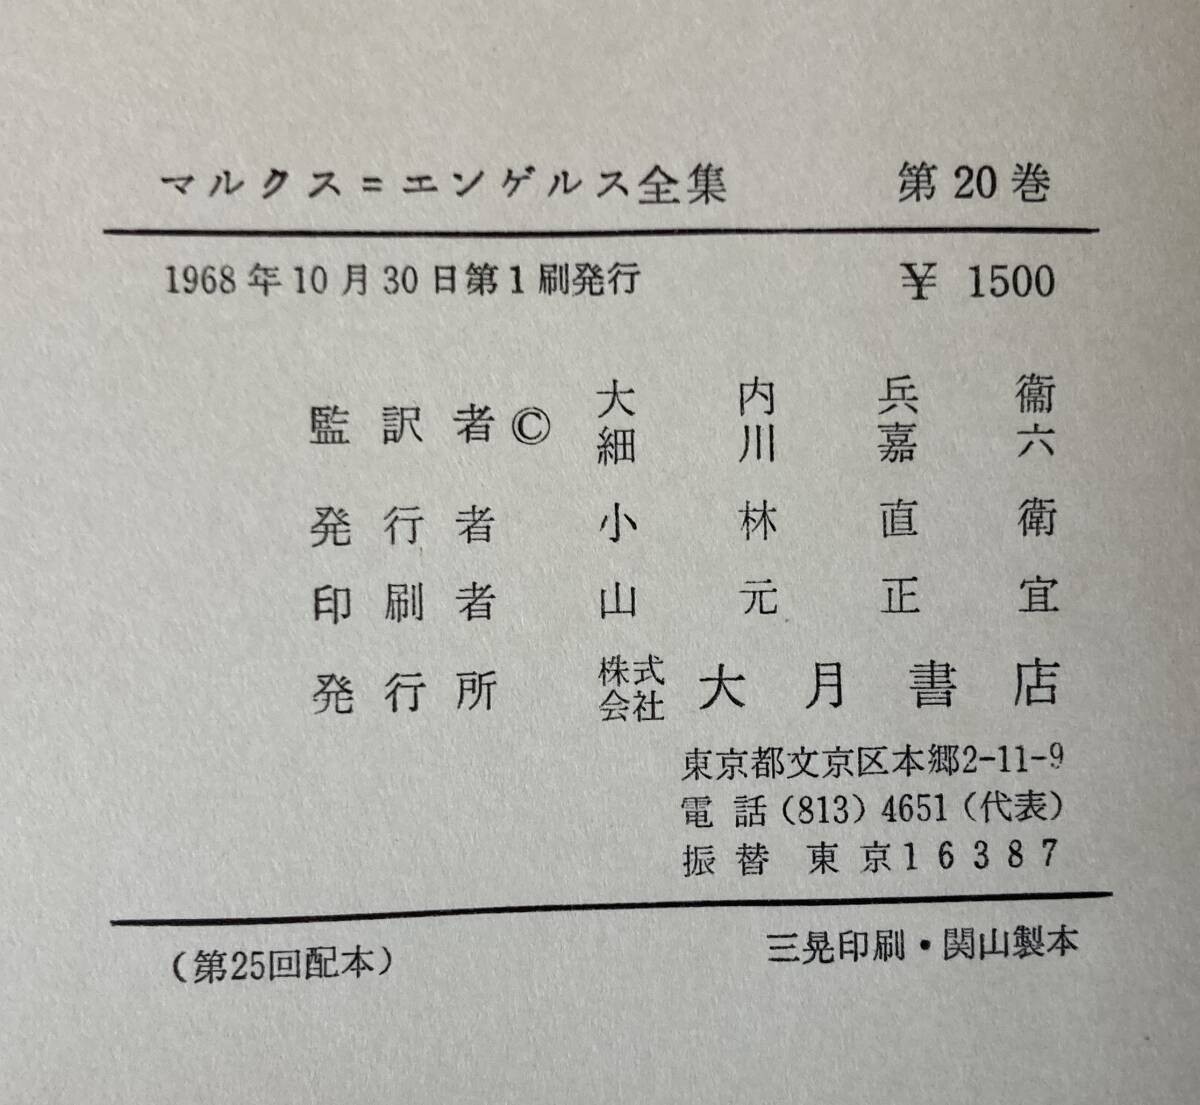 マルクス=エンゲルス全集 第20巻
1968年10月30日第1刷発行 ¥ 1500
監訳者© 大内兵衞
細川嘉六
発行者 小林直衛
印刷者 山元正宜
発行所 株式会社 大月書店
東京都文京区本郷2-11-9
電話(813)4651(代表)
振替 東京16387
(第25回配本) 三晃印刷・関山製本